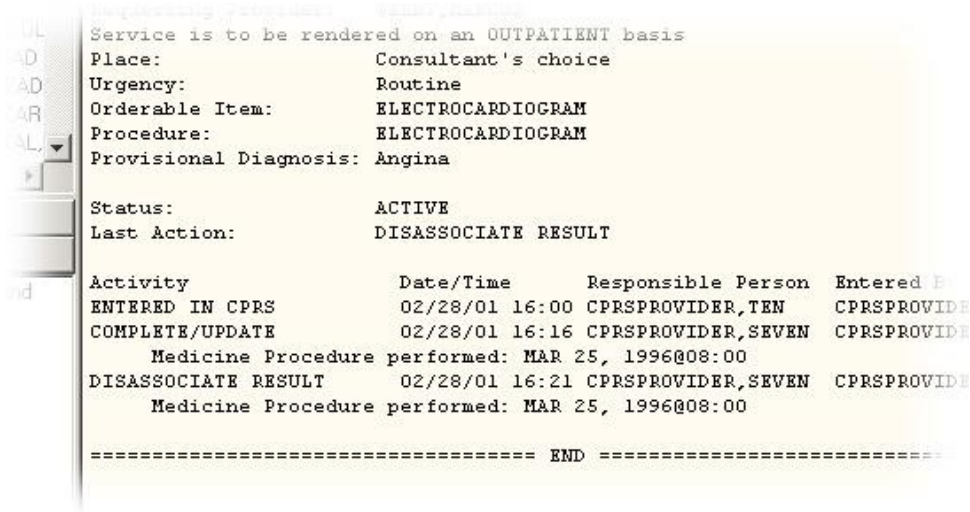 Service is to be rendered on an OUTPATIENT basis
Place: Consultant's choice
Urgency: Routine
Orderable Item: ELECTROCARDIOGRAM
Procedure: ELECTROCARDIOGRAM
Provisional Diagnosis: Angina
Status: ACTIVE
Last Action: DISASSOCIATE RESULT
Activity Date/Time Responsible Person Entered
ENTERED IN CPRS 02/28/01 16:00 CPRSPROVIDER,TEN CPRSPROVIDE
COMPLETE/UPDATE 02/28/01 16:16 CPRSPROVIDER,SEVEN CPRSPROVIDE
Medicine Procedure performed: MAR 25, 1996@08:00
DISASSOCIATE RESULT 02/28/01 16:21 CPRSPROVIDER,SEVEN CPRSPROVIDE
Medicine Procedure performed: MAR 25, 1996@08:00
==================================== END ============================